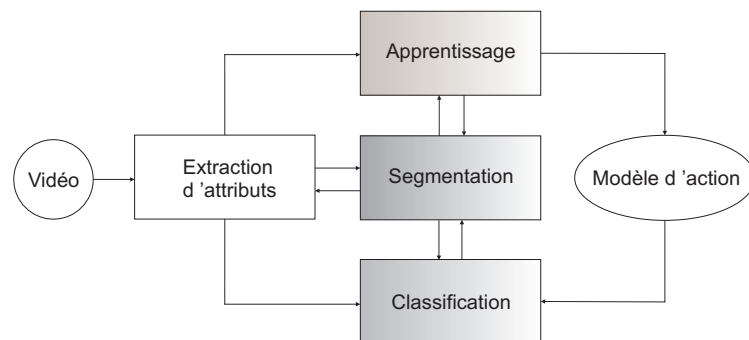 Apprentissage
Vidéo
Extraction
d 'attributs
Segmentation
Modèle d 'action
Classification